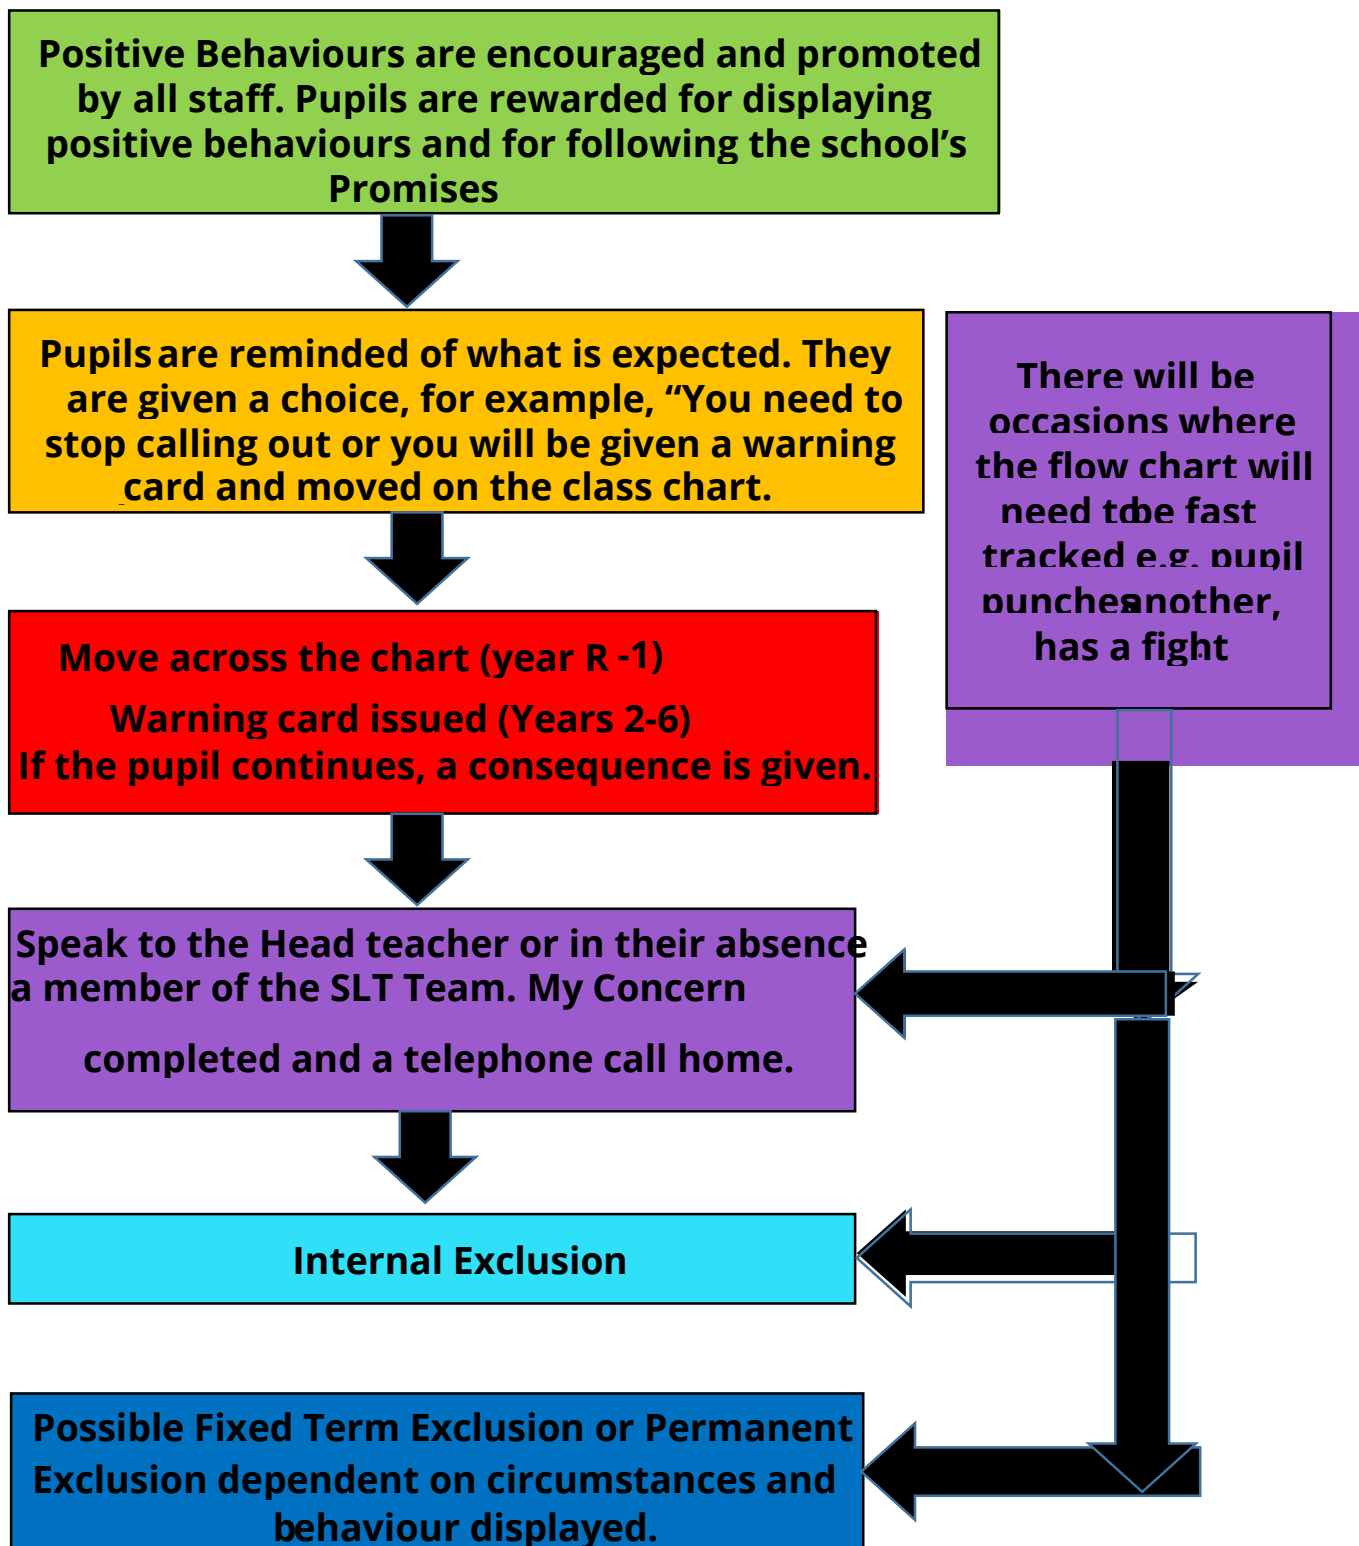 Positive Behaviours are encouraged and promoted
by all staff. Pupils are rewarded for displaying
positive behaviours and for following the school’s
Promises
Pupils are reminded of what is expected. They
are given a choice, for example, “You need to
stop calling out or you will be given a warning
card and moved on the class chart.
There will be
occasions where
the flow chart will
need to be fast
tracked e.g. pupil
punches another,
has a fight
Move across the chart (year R -1)
Warning card issued (Years 2-6)
If the pupil continues, a consequence is given.
Speak to the Head teacher or in their absence
a member of the SLT Team. My Concern
completed and a telephone call home.
Internal Exclusion
Possible Fixed Term Exclusion or Permanent
Exclusion dependent on circumstances and
behaviour displayed.